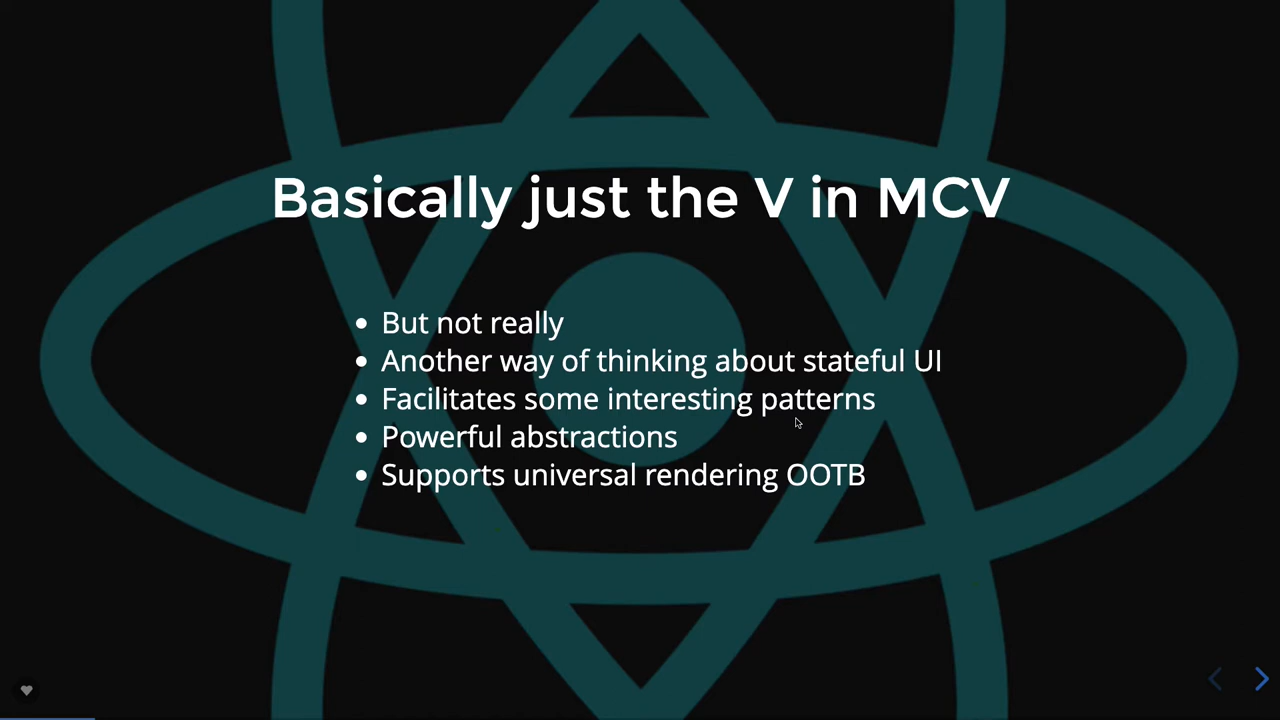 Basically just the V in MCV
But not really
Another way of thinking about stateful UI
Facilitates some interesting patterns
Powerful abstractions
Supports universal rendering OOTB